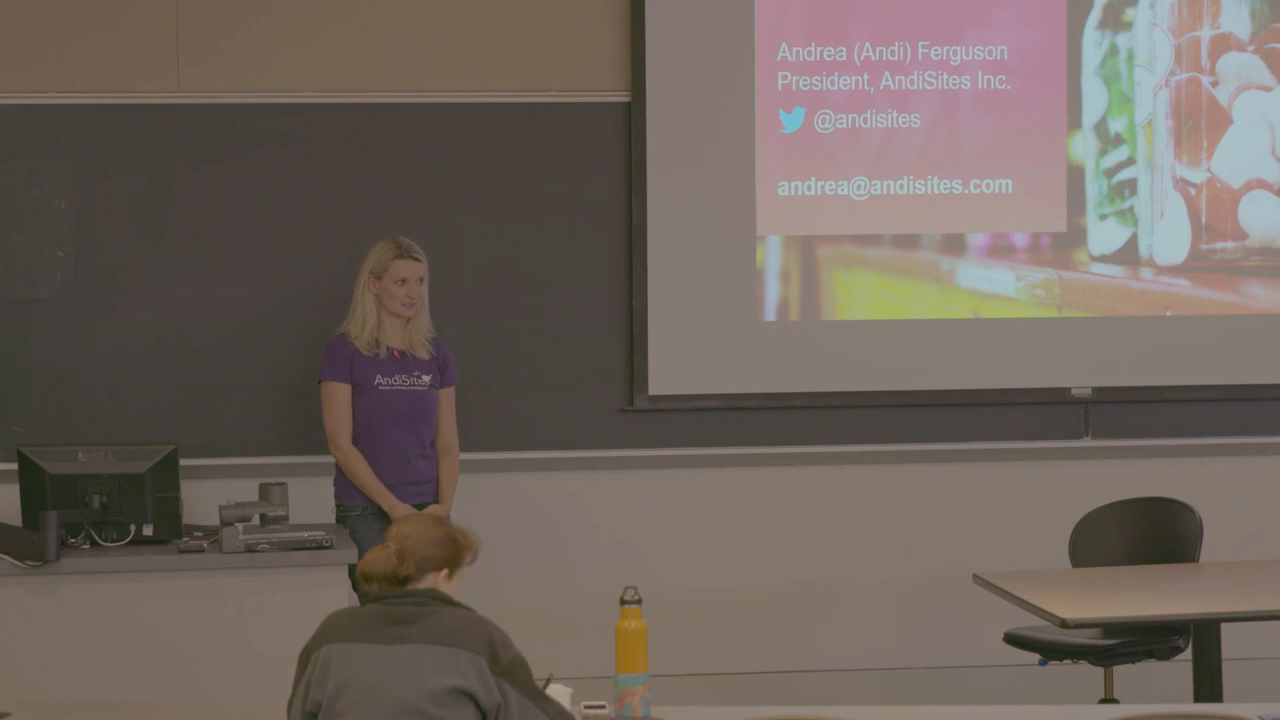 Andrea (Andi) Ferguson
President, AndiSites Inc.
@andisites
andrea@andisites.com
AndiSites